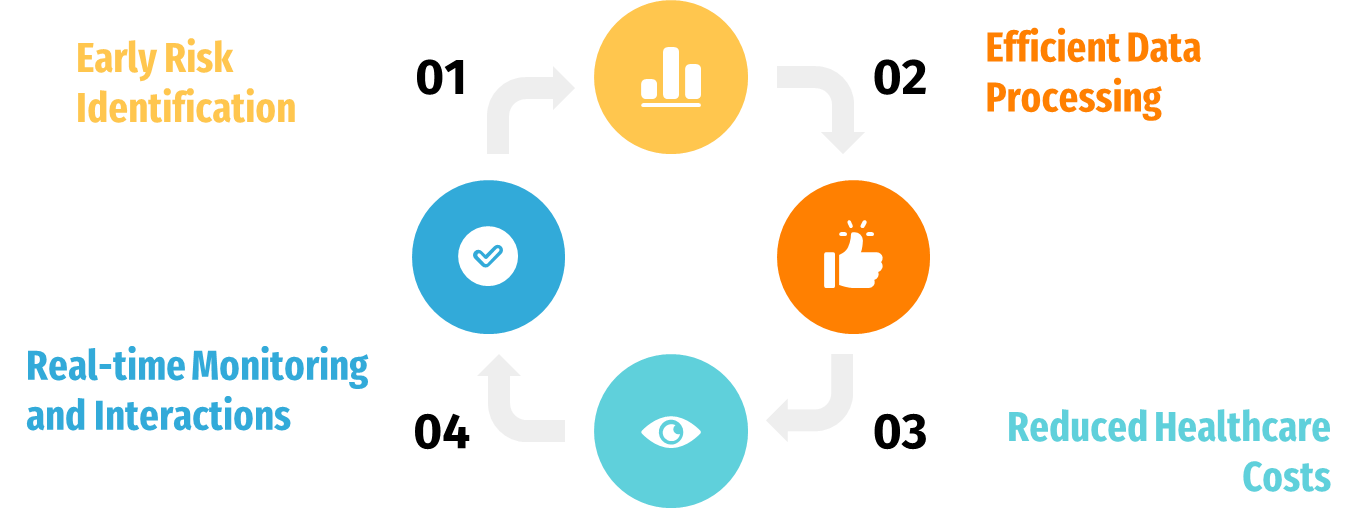 Early Risk
Identification
01
02
Efficient Data
Processing
Real-time Monitoring
and Interactions
04
03
Reduced Healthcare
Costs